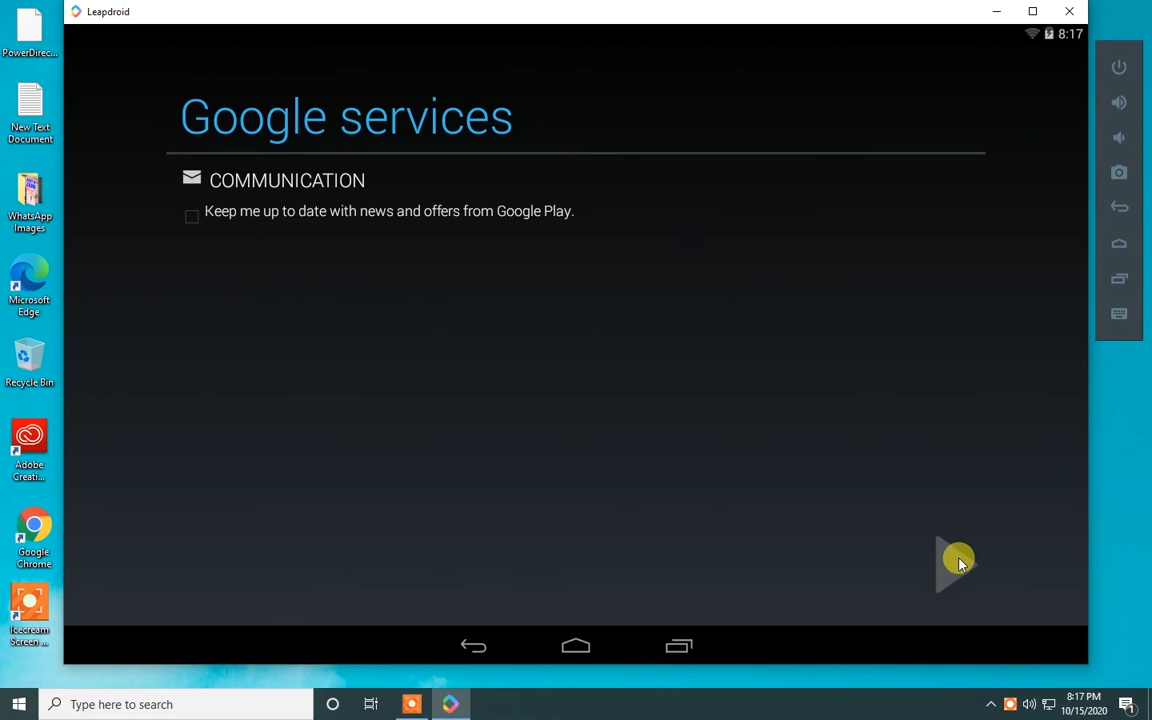 Leapdroid
8:17
Google services
COMMUNICATION
Keep me up to date with news and offers from Google Play.
PowerDirec...
New Text
Document
WhatsApp
Images
Microsoft
Edge
Recycle Bin
Adobe
Creati...
Google
Chrome
Icecream
Screen ...
Type here to search
8:17 PM
10/15/2020
1